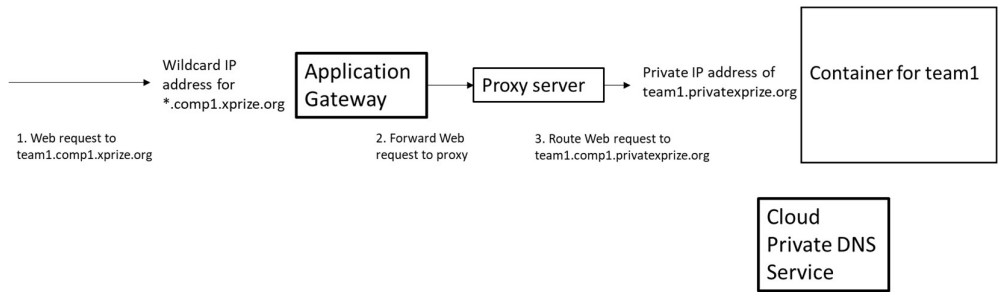 Wildcard IP
address for
*.comp1.xprize.org
Application
Gateway
Proxy server
Private IP address of
team1.privatexprize.org
Container for team1
1. Web request to
team1.comp1.xprize.org
2. Forward Web
request to proxy
3. Route Web request to
team1.comp1.privatexprize.org
Cloud
Private DNS
Service